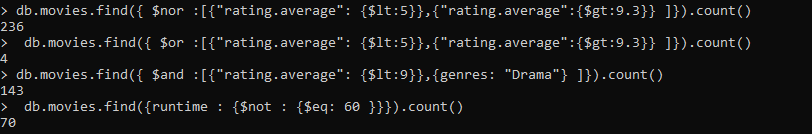 > db.movies.find({ $nor :[{"rating.average": {$lt:5}},{"rating.average":{$gt:9.3}} ]}).count()
236
>  db.movies.find({ $or :[{"rating.average": {$lt:5}},{"rating.average":{$gt:9.3}} ]}).count()
4
> db.movies.find({ $and :[{"rating.average": {$lt:9}},{genres: "Drama"} ]}).count()
143
>  db.movies.find({runtime : {$not : {$eq: 60 }}}).count()
70